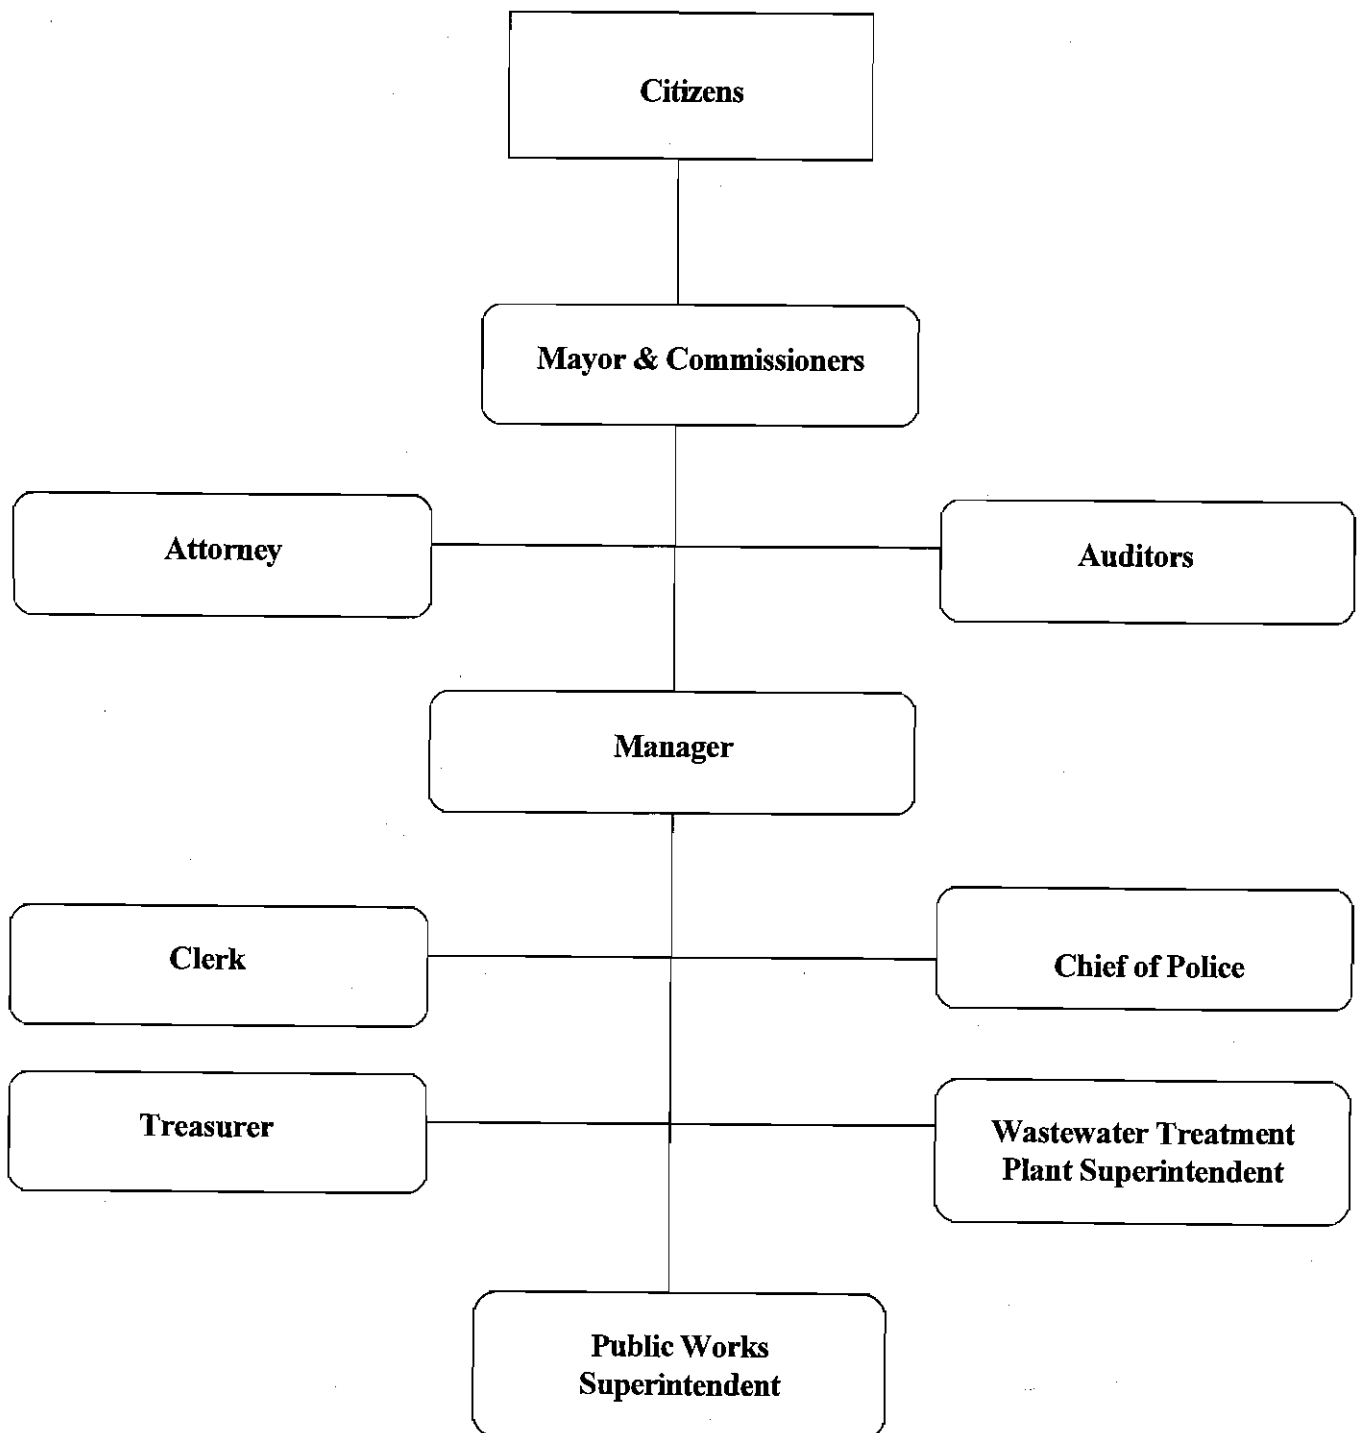 Citizens
Mayor & Commissioners
Attorney
Auditors
Manager
Clerk
Chief of Police
Treasurer
Wastewater Treatment
Plant Superintendent
Public Works
Superintendent